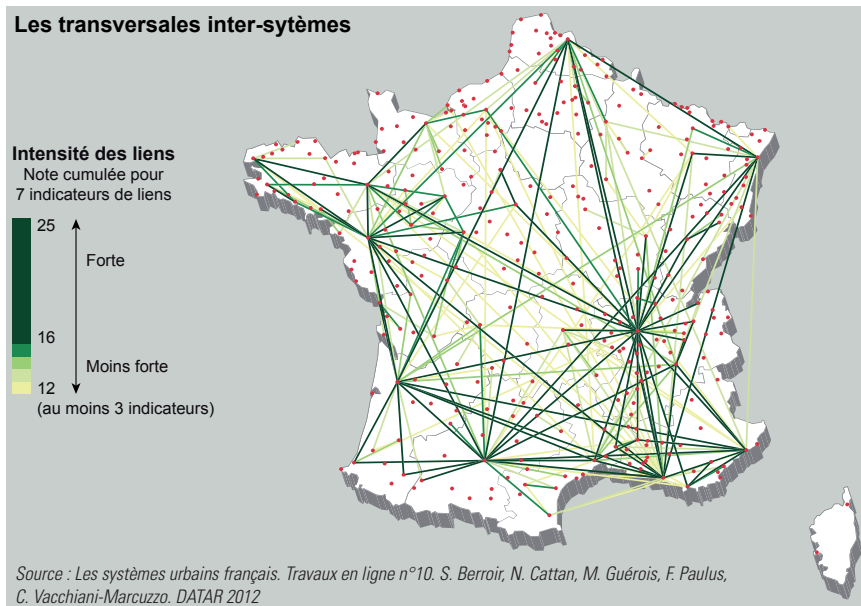 Les transversales inter-sytèmes
Intensité des liens
Note cumulée pour
7 indicateurs de liens
25
Forte
16
Moins forte
12
(au moins 3 indicateurs)
Source : Les systèmes urbains français. Travaux en ligne n°10. S. Berroir, N. Cattan, M. Guérois, F. Paulus,
C. Vacchiani-Marcuzzo. DATAR 2012